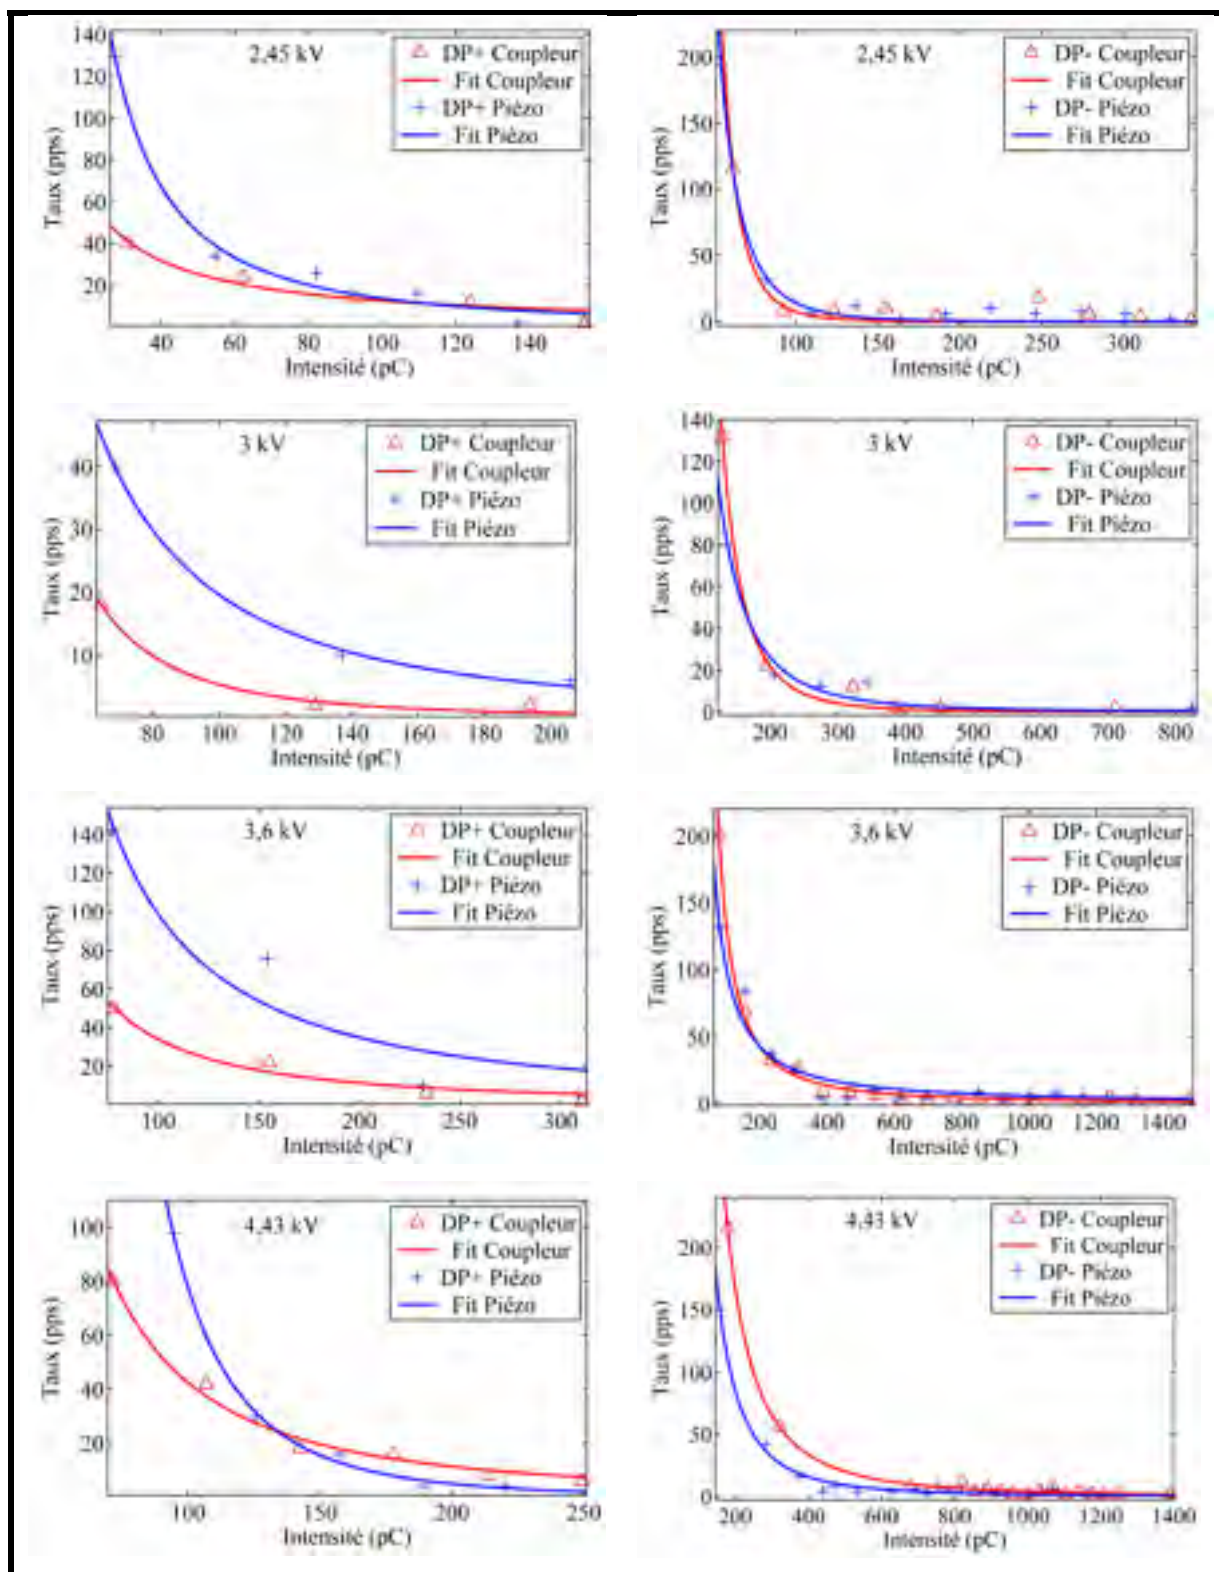 2,45 kV
DP+ Coupleur
Fit Coupleur
DP+ Piézo
Fit Piézo
Taux (pps)
140
120
100
80
60
40
20
40 60 80 100 120 140
Intensité (pC)
2,45 kV
DP- Coupleur
Fit Coupleur
DP- Piézo
Fit Piézo
Taux (pps)
200
150
100
50
0
100 150 200 250 300
Intensité (pC)
3 kV
DP+ Coupleur
Fit Coupleur
DP+ Piézo
Fit Piézo
Taux (pps)
40
30
20
10
80 100 120 140 160 180 200
Intensité (pC)
3 kV
DP- Coupleur
Fit Coupleur
DP- Piézo
Fit Piézo
Taux (pps)
140
120
100
80
60
40
20
0
200 300 400 500 600 700 800
Intensité (pC)
3,6 kV
DP+ Coupleur
Fit Coupleur
DP+ Piézo
Fit Piézo
Taux (pps)
140
120
100
80
60
40
20
100 150 200 250 300
Intensité (pC)
3,6 kV
DP- Coupleur
Fit Coupleur
DP- Piézo
Fit Piézo
Taux (pps)
200
150
100
50
0
200 400 600 800 1000 1200 1400
Intensité (pC)
4,43 kV
DP+ Coupleur
Fit Coupleur
DP+ Piézo
Fit Piézo
Taux (pps)
100
80
60
40
20
100 150 200 250
Intensité (pC)
4,43 kV
DP- Coupleur
Fit Coupleur
DP- Piézo
Fit Piézo
Taux (pps)
200
150
100
50
0
200 400 600 800 1000 1200 1400
Intensité (pC)